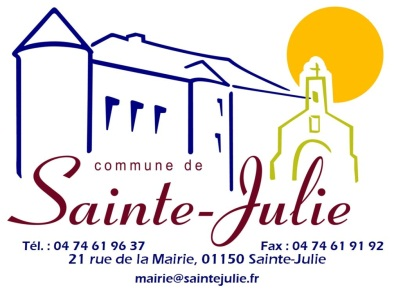 commune de
Sainte-Julie
Tél. : 04 74 61 96 37 Fax : 04 74 61 91 92
21 rue de la Mairie, 01150 Sainte-Julie
mairie@saintejulie.fr